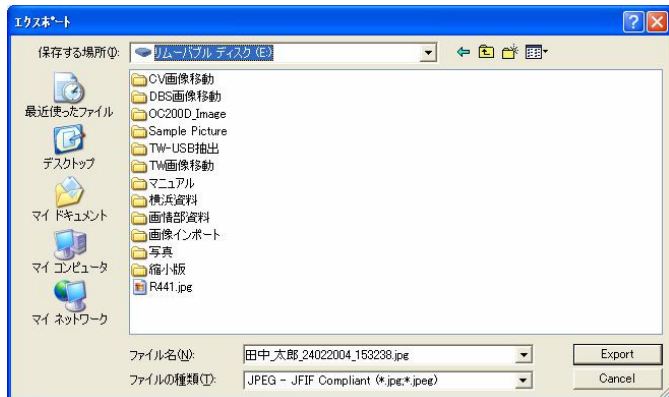 エクスポート
保存する場所(I):
リムーバブル ディスク (E:)
最近使ったファイル
デスクトップ
マイ ドキュメント
マイ コンピュータ
マイ ネットワーク
CV画像移動
DBS画像移動
OC200D_Image
Sample Picture
TW-USB抽出
TW画像移動
マニュアル
横浜資料
画情部資料
画像インポート
写真
縮小版
R441.jpg
ファイル名(N):
田中_太郎_24022004_153238.jpg
Export
ファイルの種類(T):
JPEG - JFIF Compliant (*.jpg;*.jpeg)
Cancel